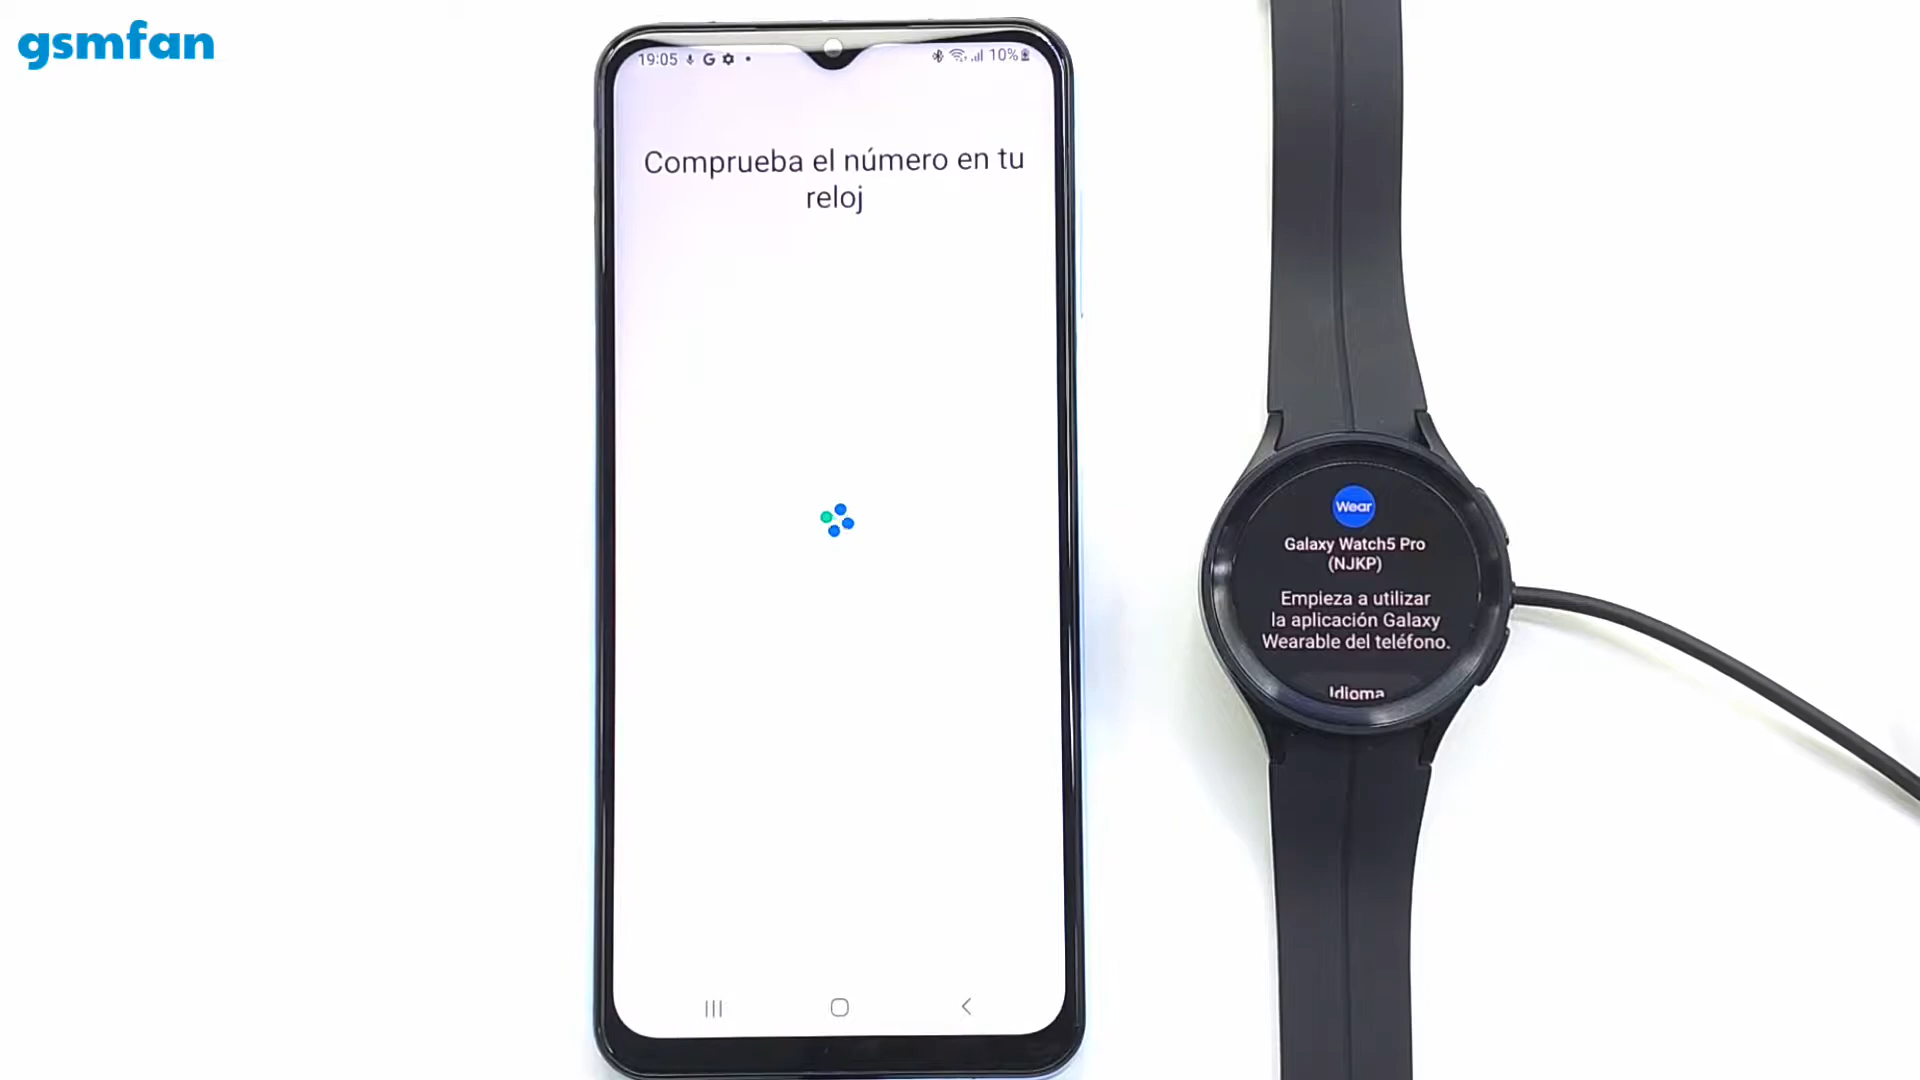 gsmfan
19:05 G 10%
Comprueba el número en tu
reloj
Wear
Galaxy Watch5 Pro
(NJKP)
Empieza a utilizar
la aplicación Galaxy
Wearable del teléfono.
Idioma